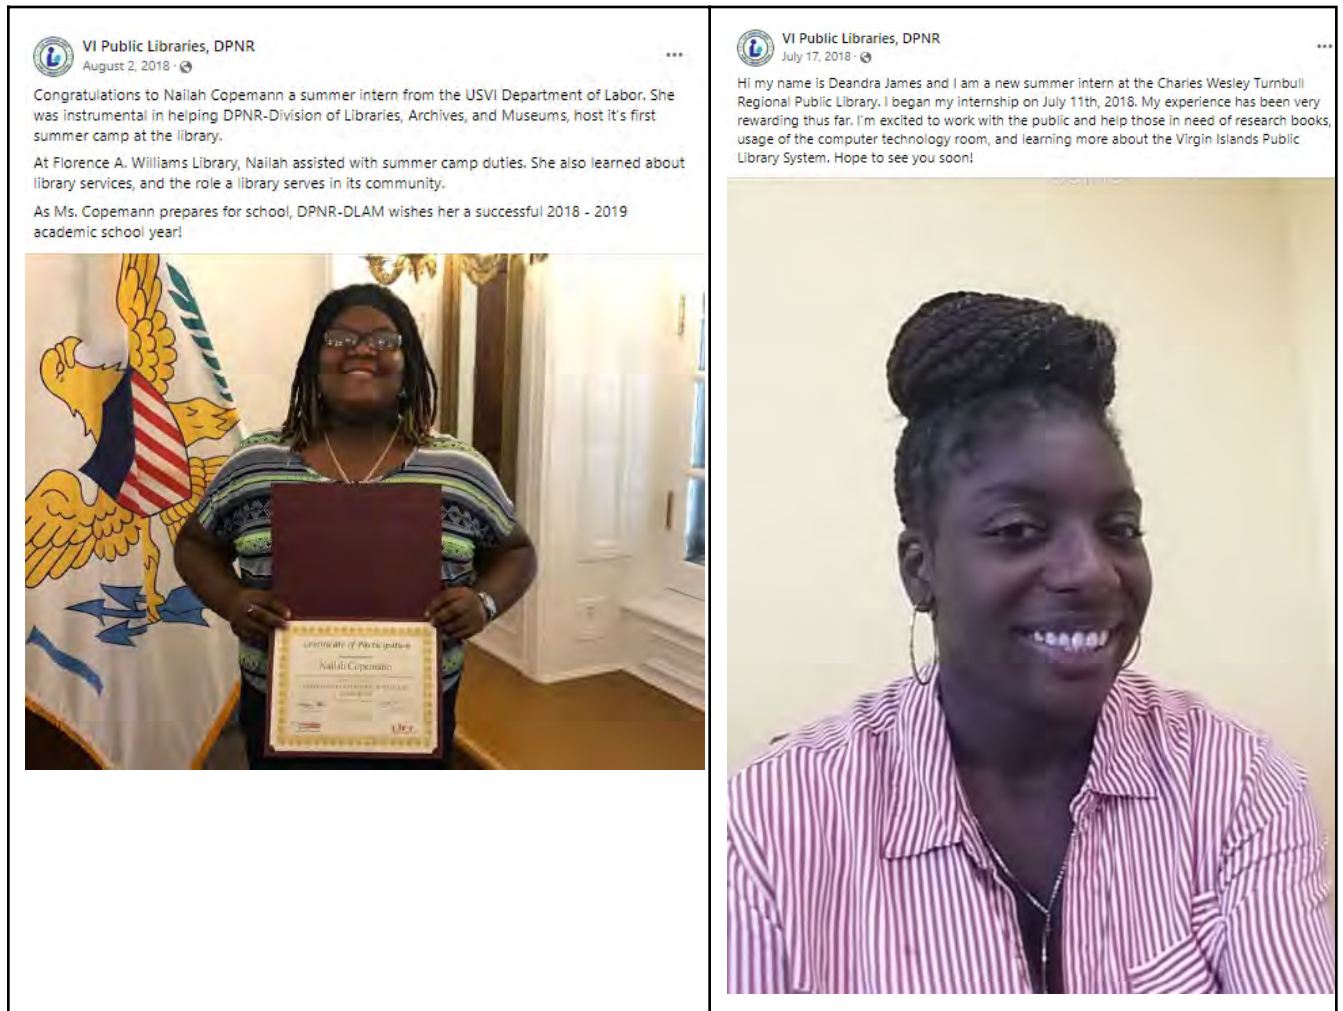 VI Public Libraries, DPNR
August 2, 2018
Congratulations to Nailah Copemann a summer intern from the USVI Department of Labor. She
was instrumental in helping DPNR-Division of Libraries, Archives, and Museums, host it's first
summer camp at the library.
At Florence A. Williams Library, Nailah assisted with summer camp duties. She also learned about
library services, and the role a library serves in its community.
As Ms. Copemann prepares for school, DPNR-DLAM wishes her a successful 2018 - 2019
academic school year!
Certificate of Participation
Nailah Copemann
VI Public Libraries, DPNR
July 17, 2018
Hi my name is Deandra James and I am a new summer intern at the Charles Wesley Turnbull
Regional Public Library. I began my internship on July 11th, 2018. My experience has been very
rewarding thus far. I'm excited to work with the public and help those in need of research books,
usage of the computer technology room, and learning more about the Virgin Islands Public
Library System. Hope to see you soon!